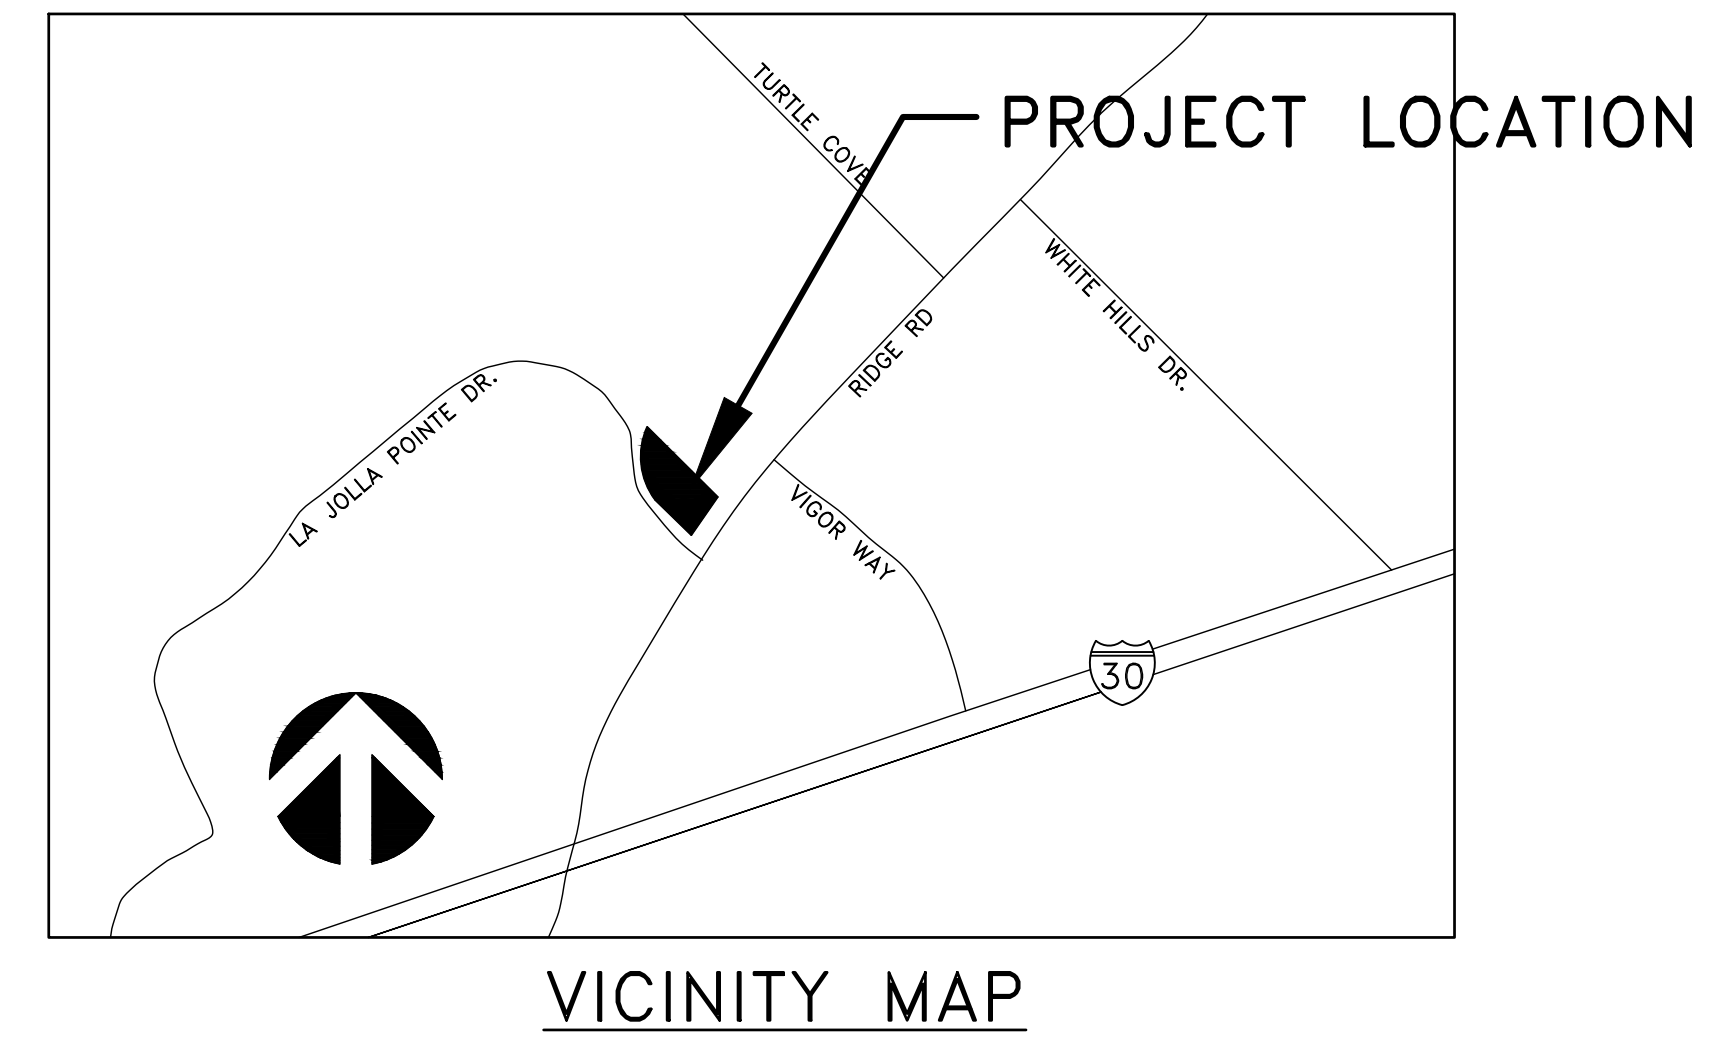 TURTLE COVE
PROJECT LOCATION
WHITE HILLS DR.
RIDGE RD
LA JOLLA POINTE DR.
VIGOR WAY
30
VICINITY MAP